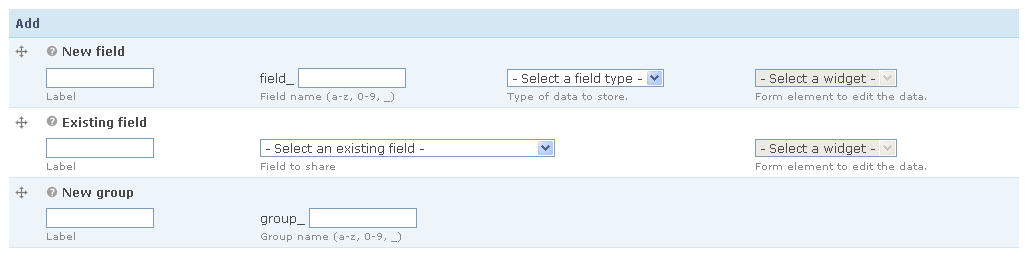 Add
New field
field_ - Select a field type - - Select a widget -
Label Field name (a-z, 0-9, _) Type of data to store. Form element to edit the data.
Existing field
- Select an existing field - - Select a widget -
Label Field to share Form element to edit the data.
New group
group_
Label Group name (a-z, 0-9, _)